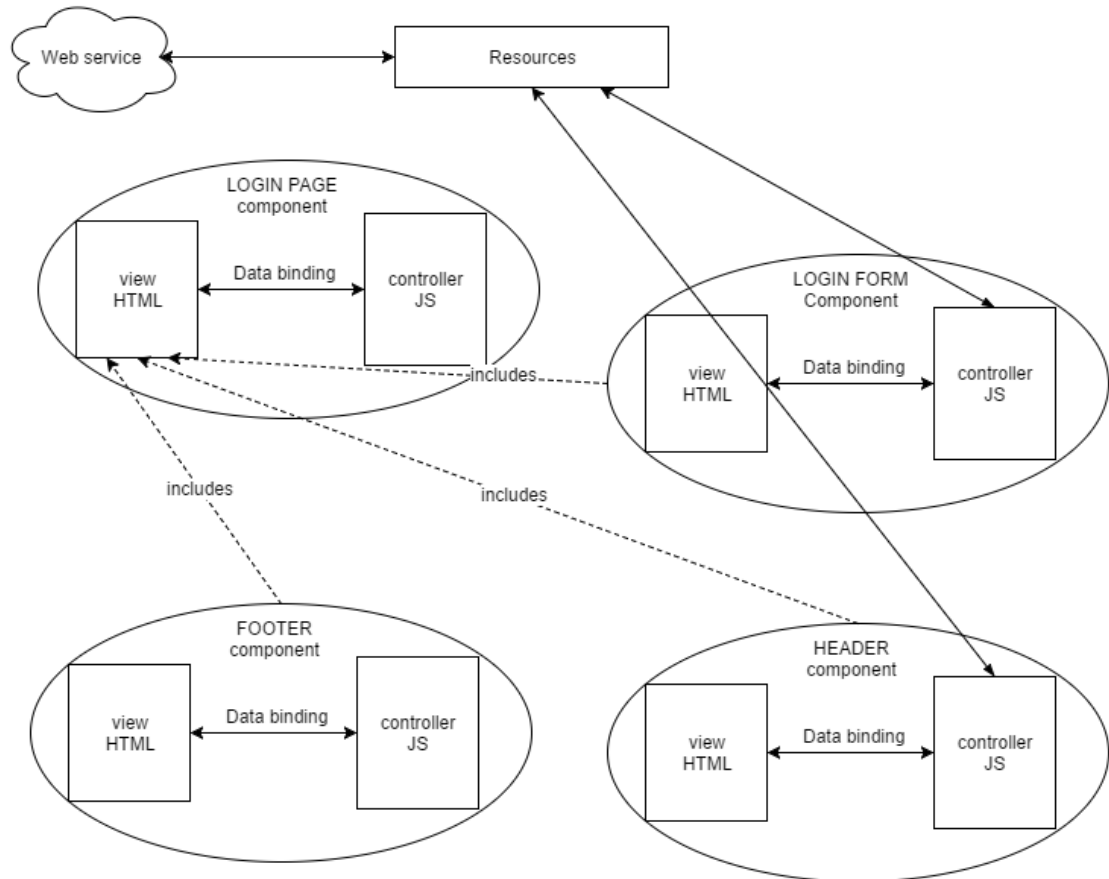 Web service
Resources
LOGIN PAGE
component
view
HTML
Data binding
controller
JS
LOGIN FORM
Component
view
HTML
Data binding
controller
JS
includes
includes
includes
FOOTER
component
view
HTML
Data binding
controller
JS
HEADER
component
view
HTML
Data binding
controller
JS